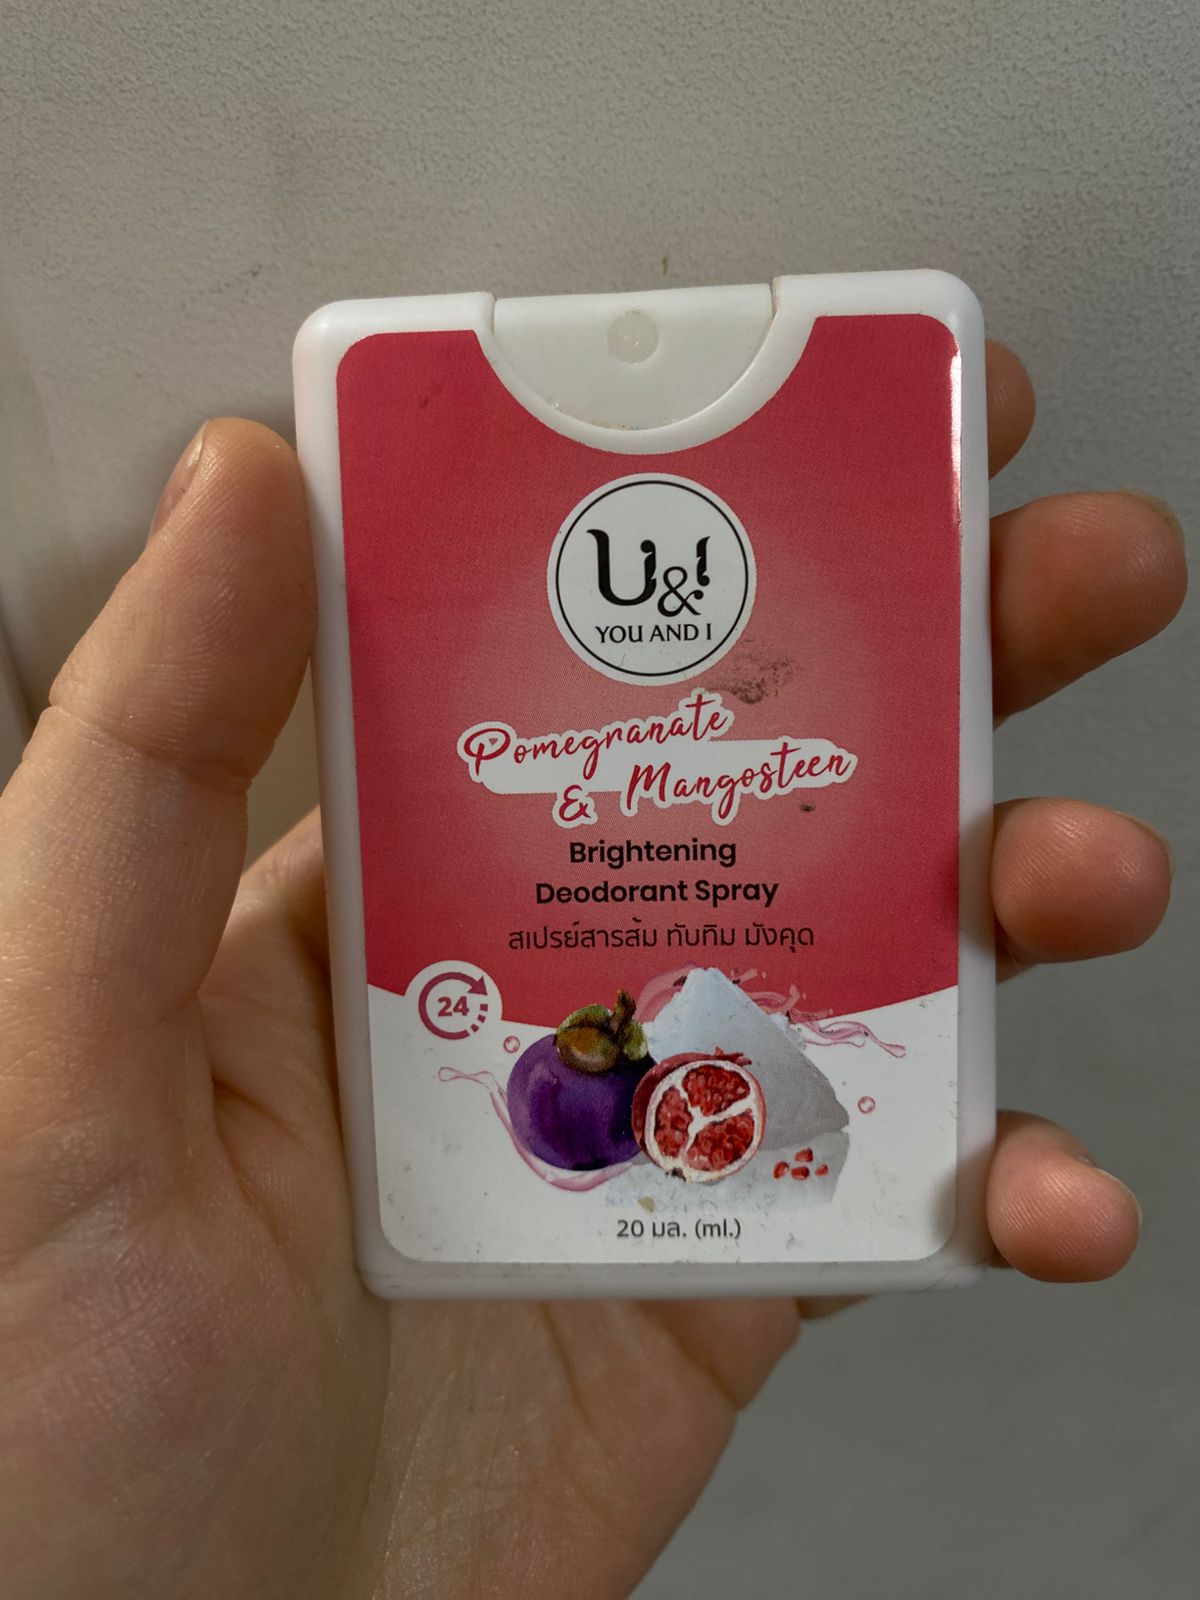 U&I
YOU AND I
Pomegranate
& Mangosteen
Brightening
Deodorant Spray
สเปรย์สารส้ม ทับทิม มังคุด
24
20 มล. (ml.)